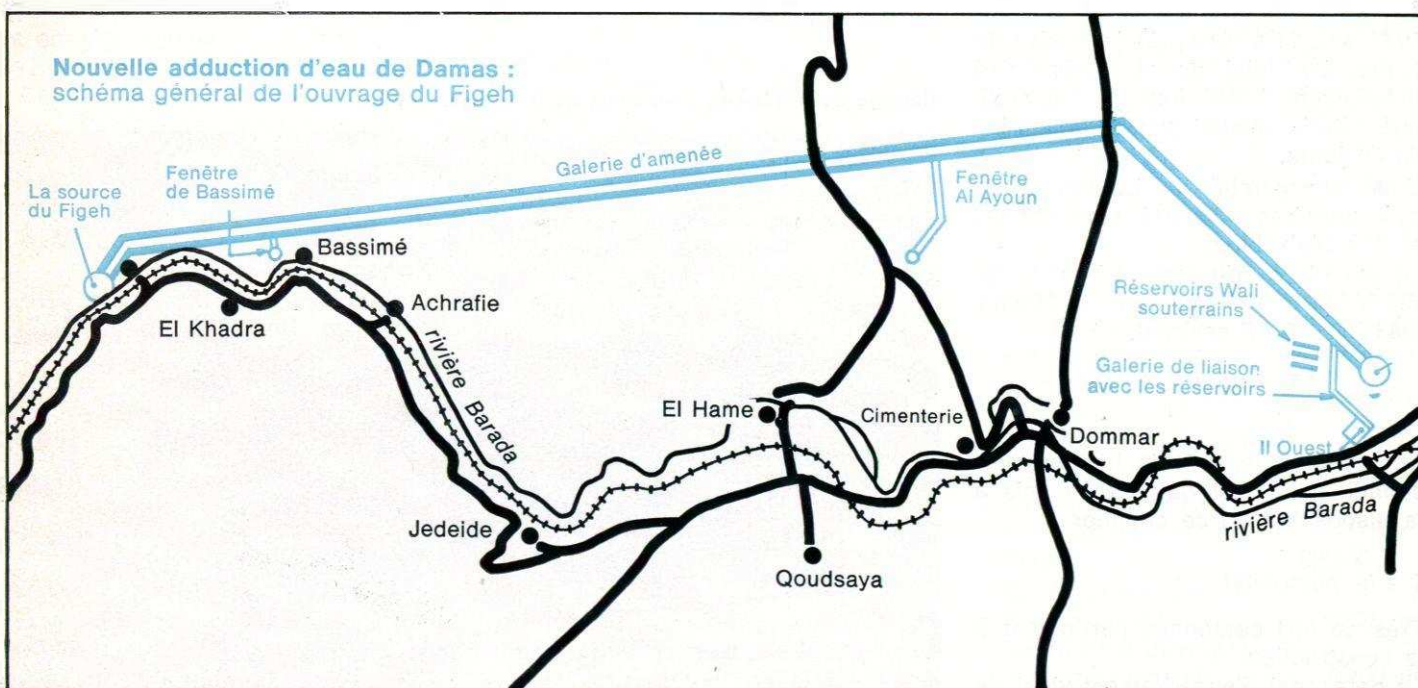 Nouvelle adduction d'eau de Damas :
schéma général de l'ouvrage du Figeh
Galerie d'amenée
Fenêtre
de Bassimé
La source
du Figeh
Fenêtre
Al Ayoun
Bassimé
Achrafie
El Khadra
rivière Barada
Réservoirs Wali
souterrains
Galerie de liaison
avec les réservoirs
El Hame
Cimenterie
Dommar
II Ouest
Jedeide
Qoudsaya
rivière Barada